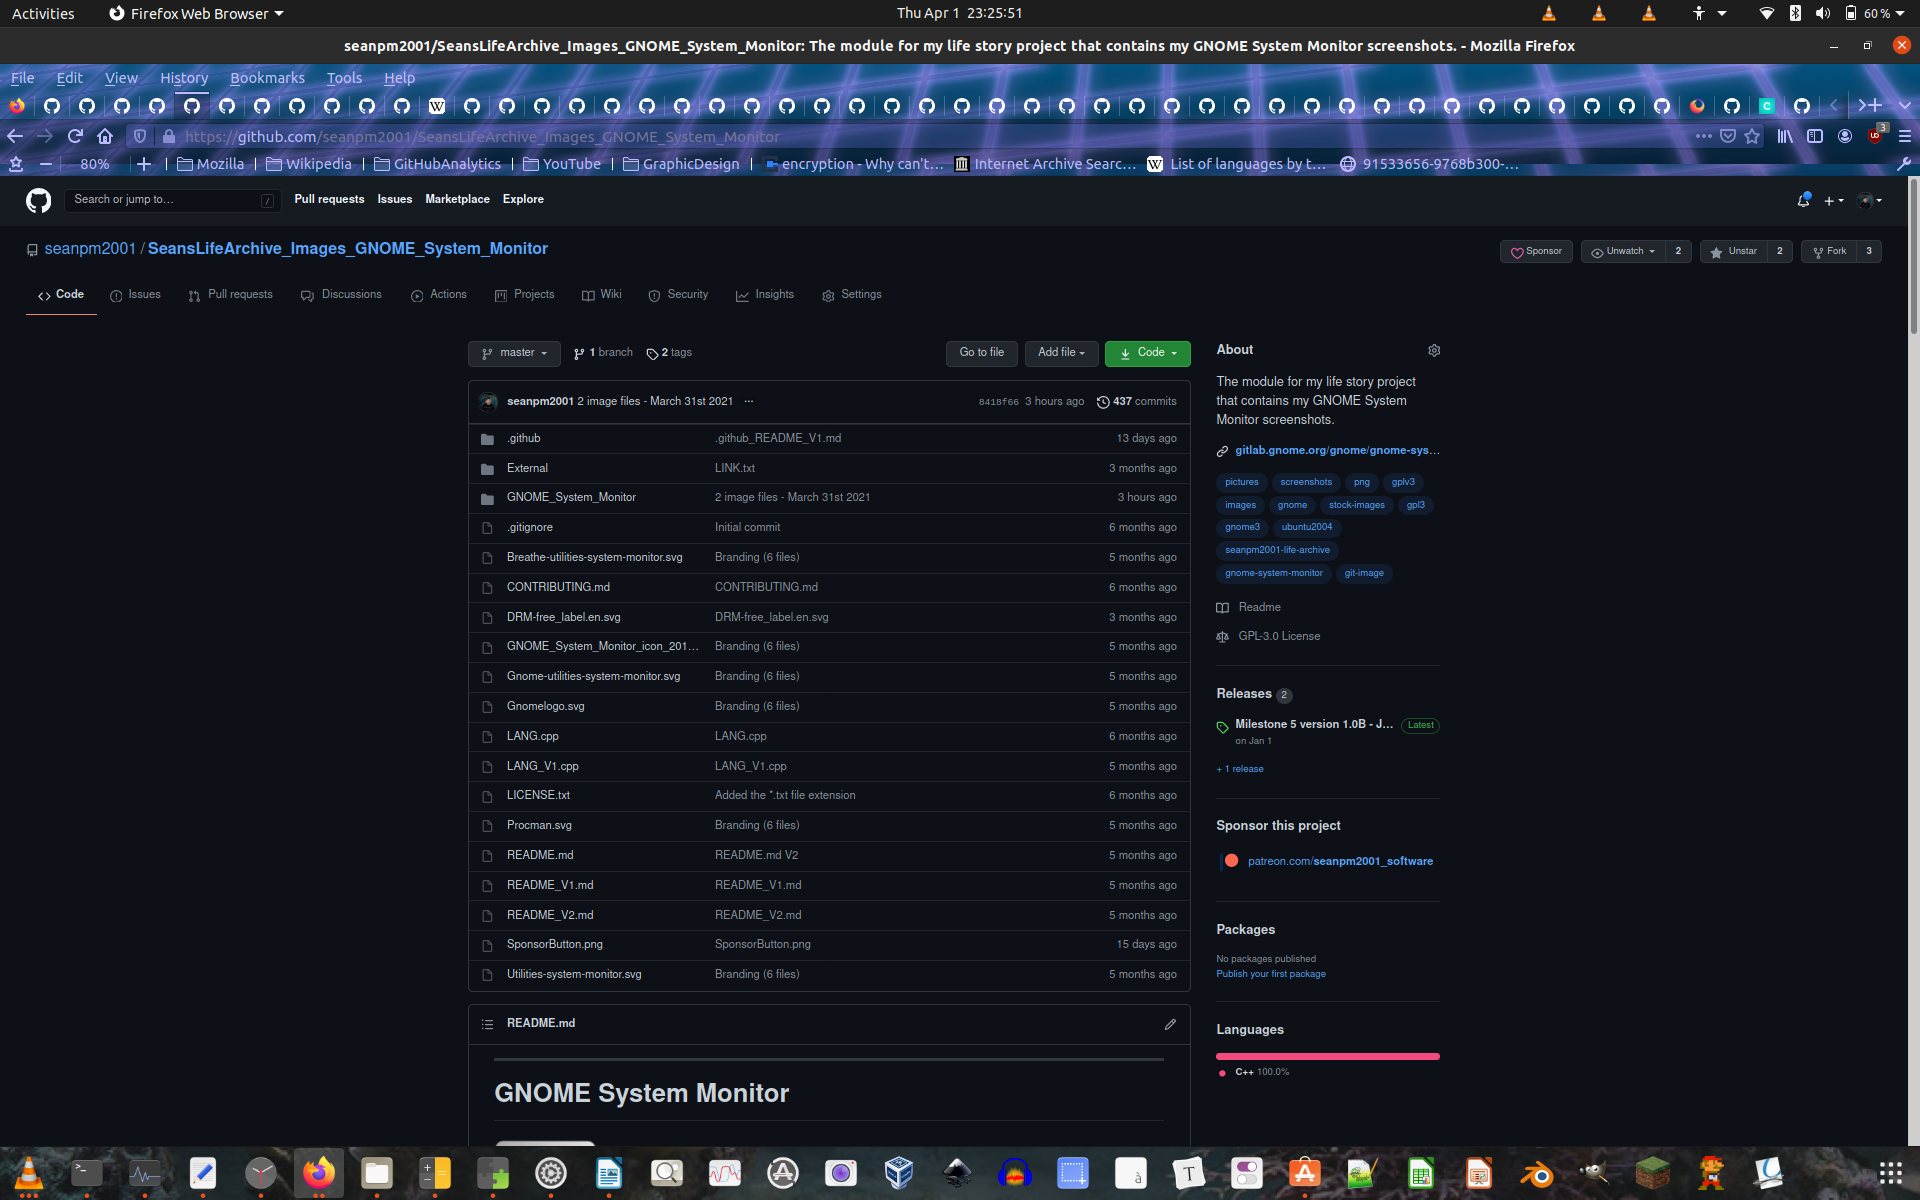 Activities Firefox Web Browser Thu Apr 1 23:25:51 60 %
seanpm2001/SeansLifeArchive_Images_GNOME_System_Monitor: The module for my life story project that contains my GNOME System Monitor screenshots. - Mozilla Firefox
File Edit View History Bookmarks Tools Help
https://github.com/seanpm2001/SeansLifeArchive_Images_GNOME_System_Monitor 3
80% Mozilla Wikipedia GitHubAnalytics YouTube GraphicDesign encryption - Why can't… Internet Archive Searc… List of languages by t… 91533656-9768b300-…
Search or jump to… / Pull requests Issues Marketplace Explore
seanpm2001 / SeansLifeArchive_Images_GNOME_System_Monitor Sponsor Unwatch 2 Unstar 2 Fork 3
Code Issues Pull requests Discussions Actions Projects Wiki Security Insights Settings
master 1 branch 2 tags Go to file Add file Code
seanpm2001 2 image files - March 31st 2021 ... 8418f66 3 hours ago 437 commits
.github .github_README_V1.md 13 days ago
External LINK.txt 3 months ago
GNOME_System_Monitor 2 image files - March 31st 2021 3 hours ago
.gitignore Initial commit 6 months ago
Breathe-utilities-system-monitor.svg Branding (6 files) 5 months ago
CONTRIBUTING.md CONTRIBUTING.md 6 months ago
DRM-free_label.en.svg DRM-free_label.en.svg 3 months ago
GNOME_System_Monitor_icon_201… Branding (6 files) 5 months ago
Gnome-utilities-system-monitor.svg Branding (6 files) 5 months ago
Gnomelogo.svg Branding (6 files) 5 months ago
LANG.cpp LANG.cpp 6 months ago
LANG_V1.cpp LANG_V1.cpp 5 months ago
LICENSE.txt Added the *.txt file extension 6 months ago
Procman.svg Branding (6 files) 5 months ago
README.md README.md V2 5 months ago
README_V1.md README_V1.md 5 months ago
README_V2.md README_V2.md 5 months ago
SponsorButton.png SponsorButton.png 15 days ago
Utilities-system-monitor.svg Branding (6 files) 5 months ago
README.md
GNOME System Monitor
About
The module for my life story project
that contains my GNOME System
Monitor screenshots.
gitlab.gnome.org/gnome/gnome-sys…
pictures screenshots png gplv3
images gnome stock-images gpl3
gnome3 ubuntu2004
seanpm2001-life-archive
gnome-system-monitor git-image
Readme
GPL-3.0 License
Releases 2
Milestone 5 version 1.0B - J… Latest
on Jan 1
+ 1 release
Sponsor this project
patreon.com/seanpm2001_software
Packages
No packages published
Publish your first package
Languages
C++ 100.0%